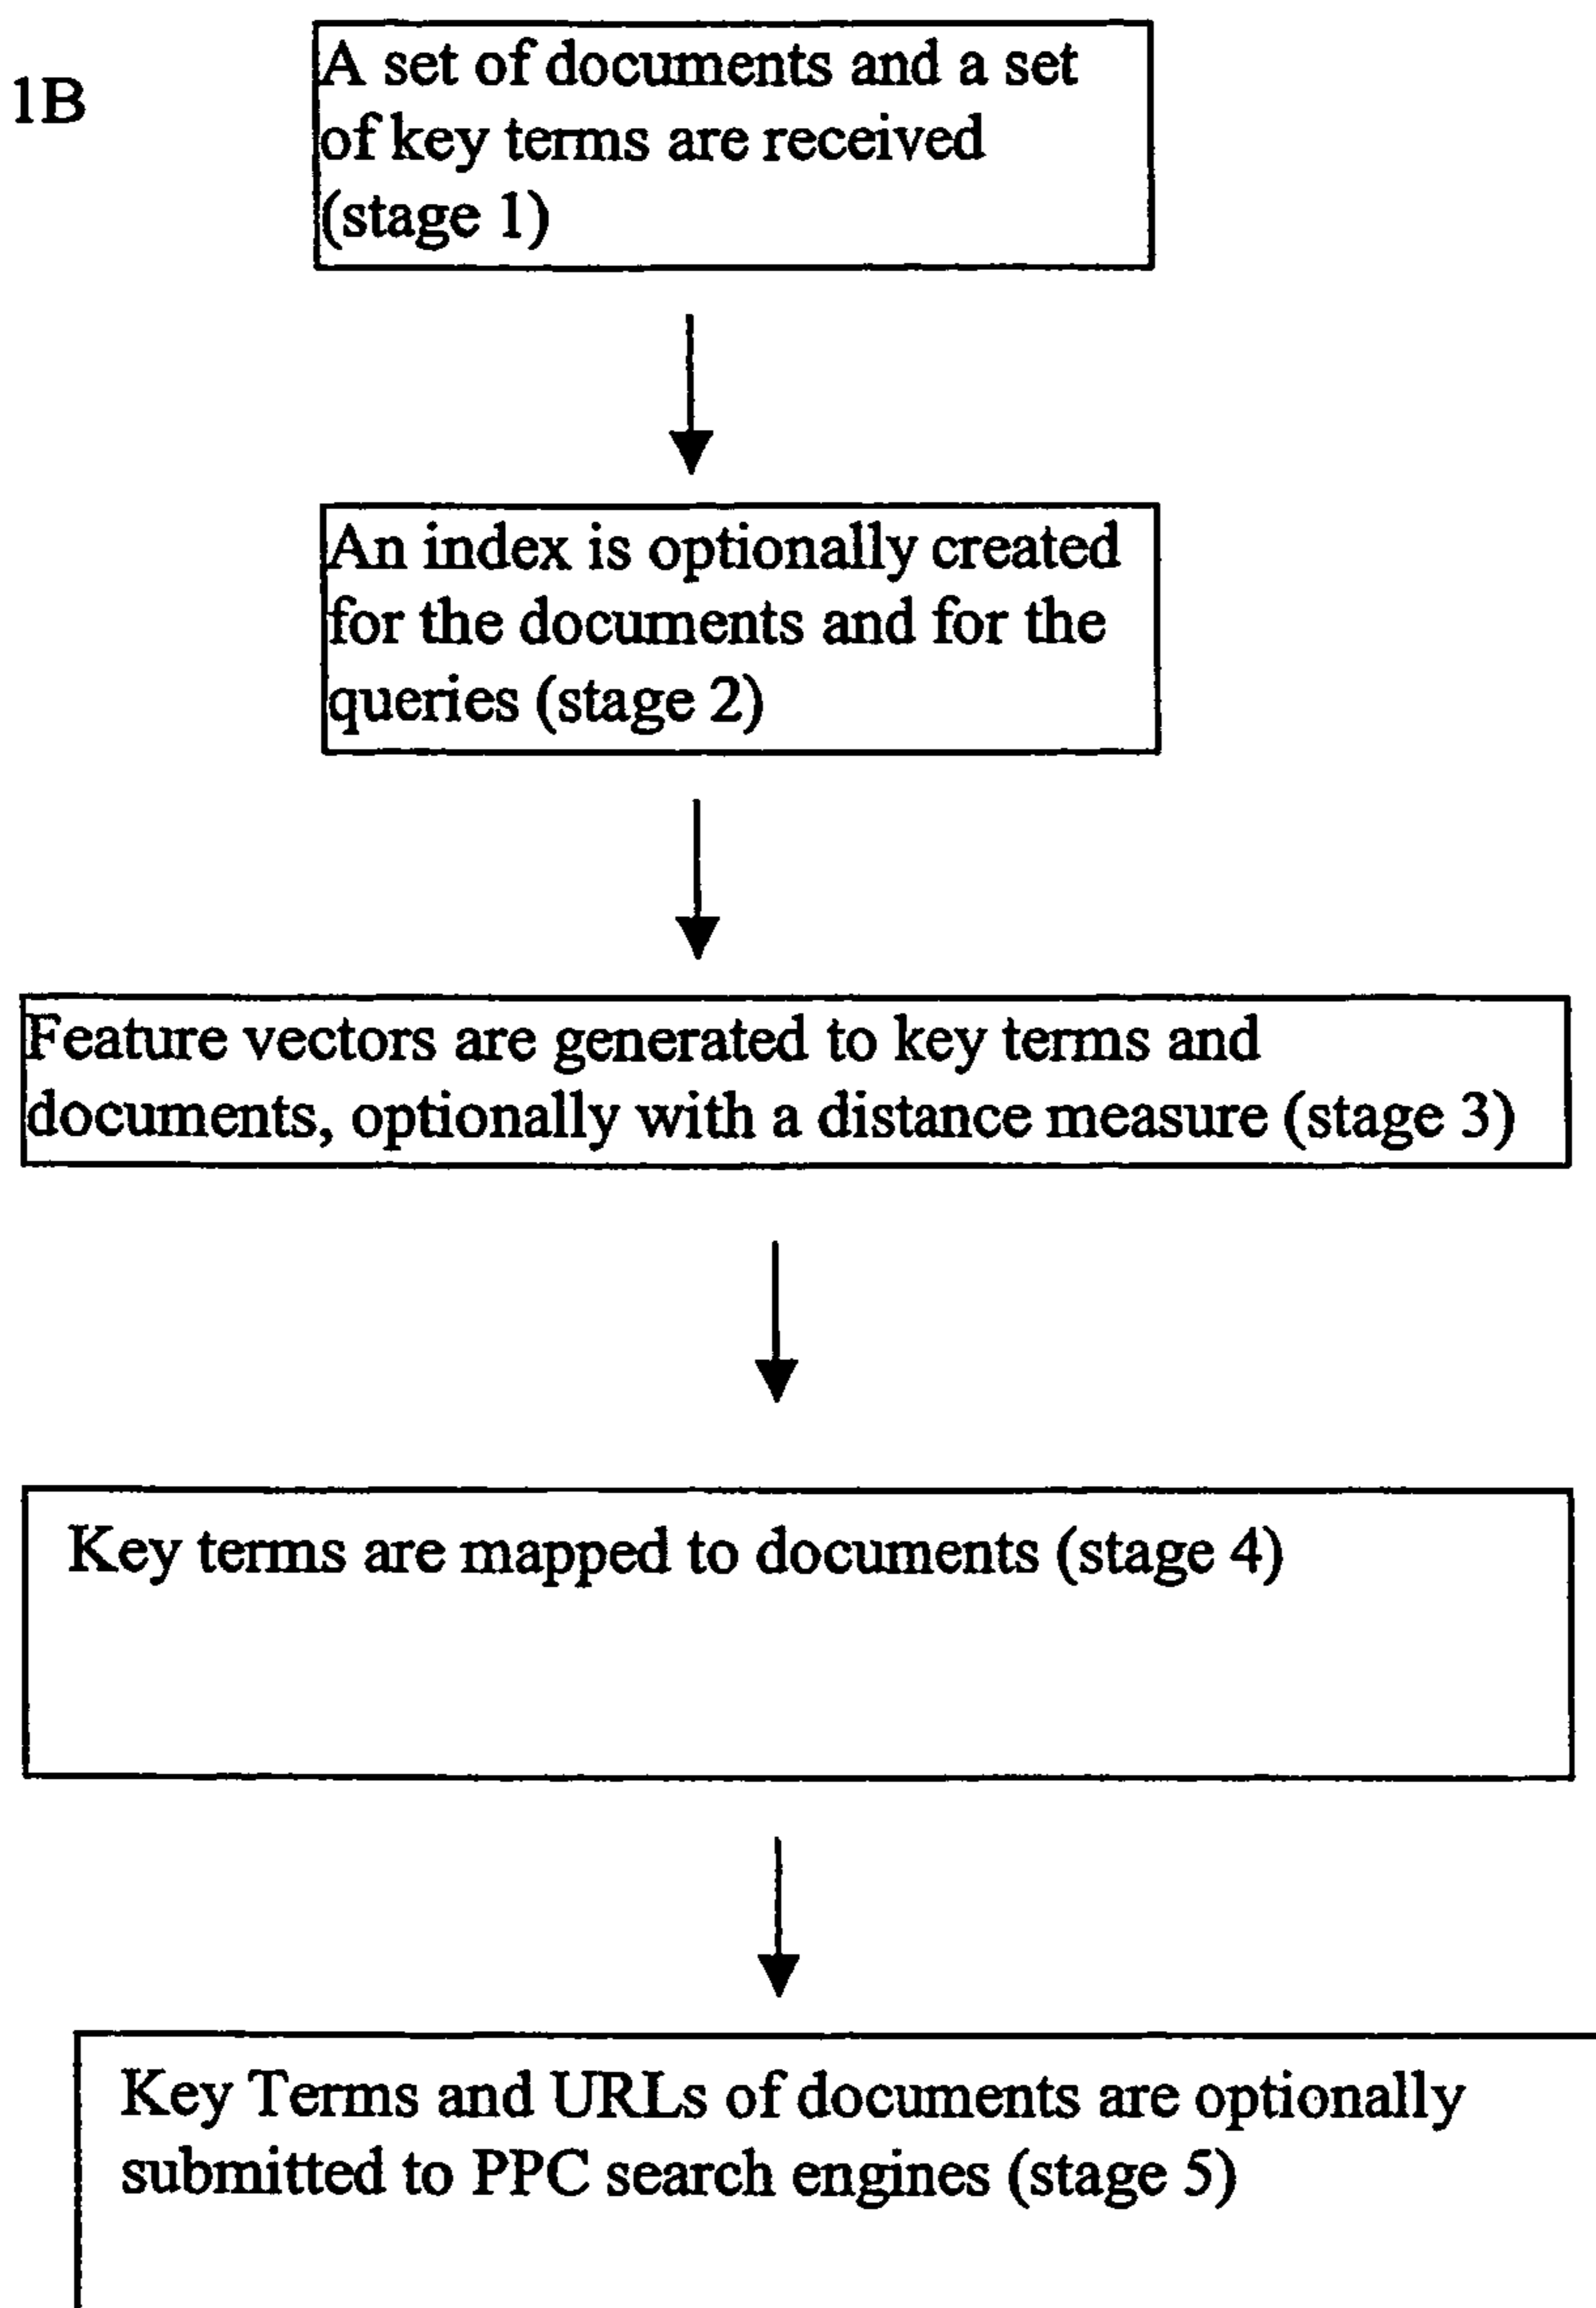 1B
A set of documents and a set
of key terms are received
(stage 1)
An index is optionally created
for the documents and for the
queries (stage 2)
Feature vectors are generated to key terms and
documents, optionally with a distance measure (stage 3)
Key terms are mapped to documents (stage 4)
Key Terms and URLs of documents are optionally
submitted to PPC search engines (stage 5)